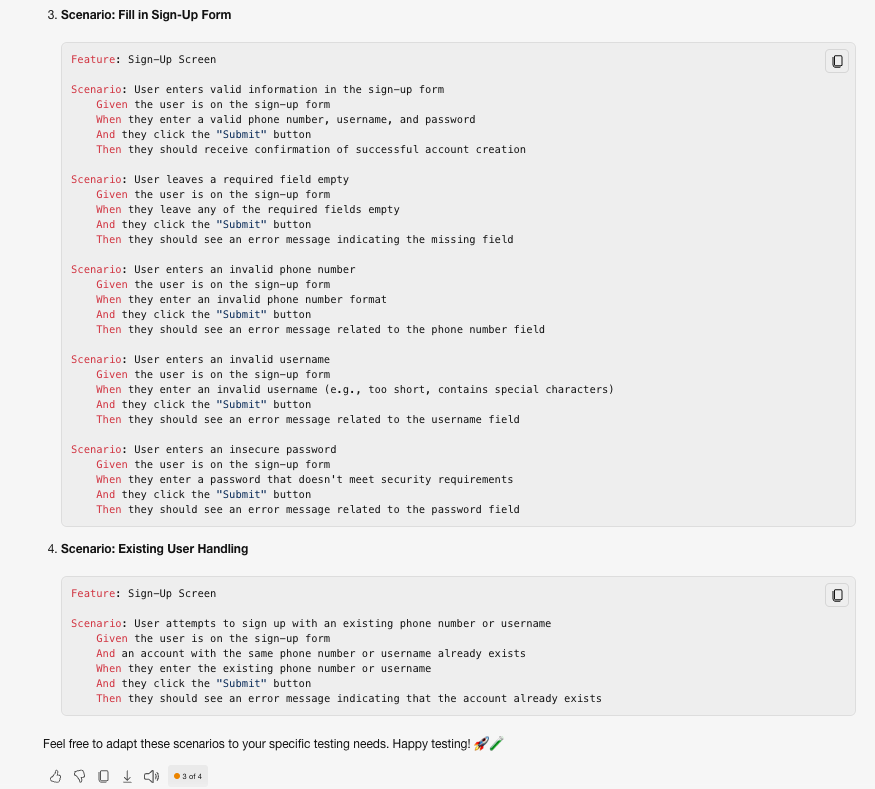 3. Scenario: Fill in Sign-Up Form
Feature: Sign-Up Screen
Scenario: User enters valid information in the sign-up form
Given the user is on the sign-up form
When they enter a valid phone number, username, and password
And they click the "Submit" button
Then they should receive confirmation of successful account creation
Scenario: User leaves a required field empty
Given the user is on the sign-up form
When they leave any of the required fields empty
And they click the "Submit" button
Then they should see an error message indicating the missing field
Scenario: User enters an invalid phone number
Given the user is on the sign-up form
When they enter an invalid phone number format
And they click the "Submit" button
Then they should see an error message related to the phone number field
Scenario: User enters an invalid username
Given the user is on the sign-up form
When they enter an invalid username (e.g., too short, contains special characters)
And they click the "Submit" button
Then they should see an error message related to the username field
Scenario: User enters an insecure password
Given the user is on the sign-up form
When they enter a password that doesn't meet security requirements
And they click the "Submit" button
Then they should see an error message related to the password field
4. Scenario: Existing User Handling
Feature: Sign-Up Screen
Scenario: User attempts to sign up with an existing phone number or username
Given the user is on the sign-up form
And an account with the same phone number or username already exists
When they enter the existing phone number or username
And they click the "Submit" button
Then they should see an error message indicating that the account already exists
Feel free to adapt these scenarios to your specific testing needs. Happy testing! 🚀🧪
3 of 4